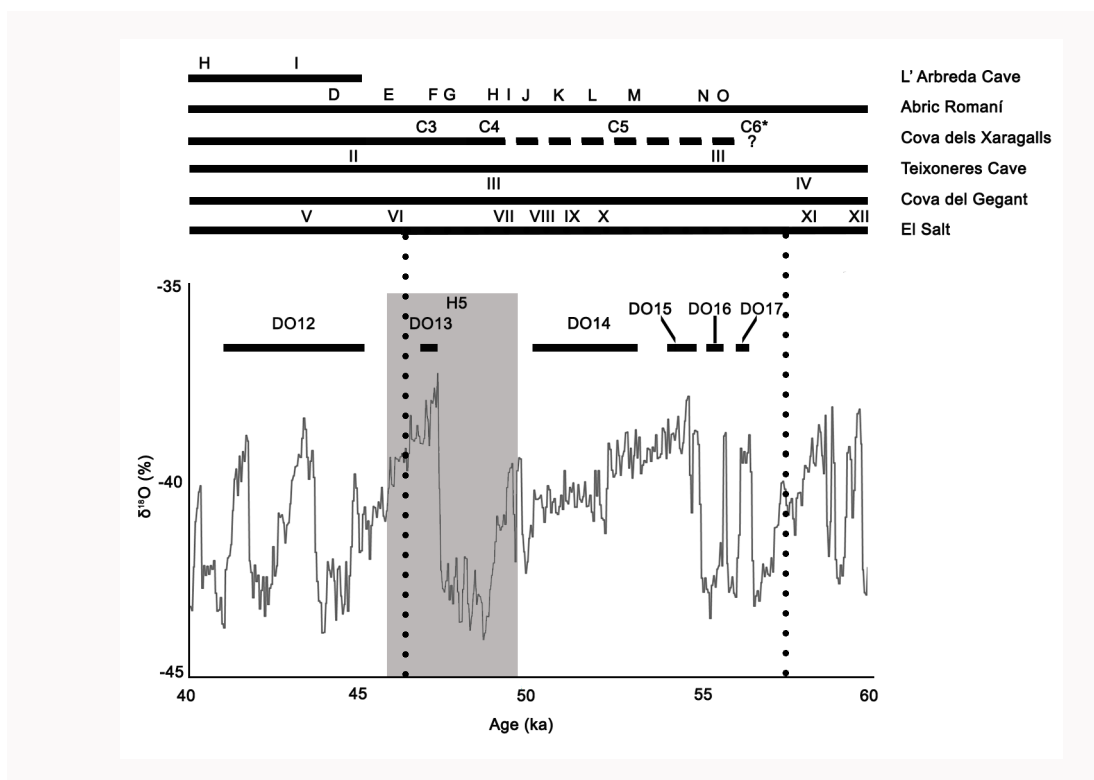 H I
L' Arbreda Cave
D E F G H I J K L M N O
Abric Romaní
C3 C4 C5 C6*
?
Cova dels Xaragalls
II III
Teixoneres Cave
III IV
Cova del Gegant
V VI VII VIII IX X XI XII
El Salt
-35
H5
DO12 DO13 DO14 DO15 DO16 DO17
-40
δ¹⁸O (%)
-45
40 45 50 55 60
Age (ka)